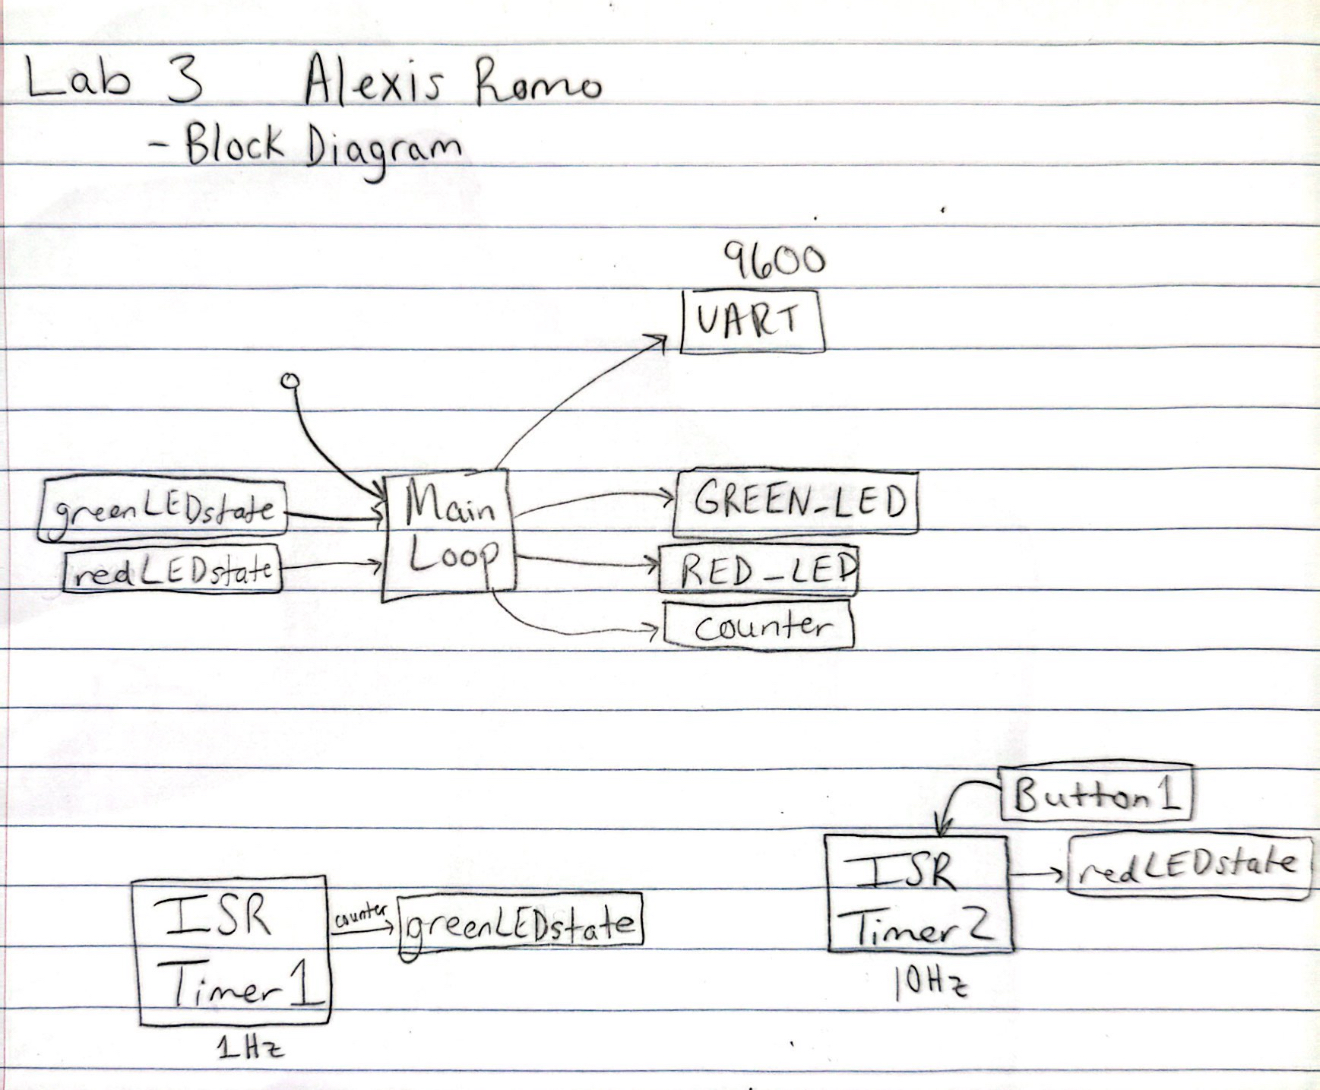 Lab 3 Alexis Romo
- Block Diagram
9600
UART
greenLEDstate
redLEDstate
Main
Loop
GREEN_LED
RED_LED
counter
Button1
ISR
Timer2
10Hz
redLEDstate
ISR
Timer1
1Hz
counter
greenLEDstate